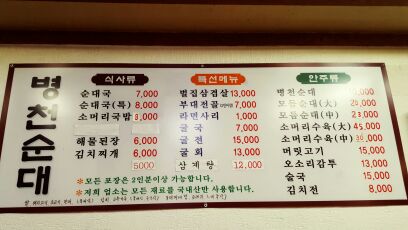 병천순대
식사류
순대국 7,000
순대국(특) 8,000
소머리국밥 8,000
해물된장 6,000
김치찌개 6,000
5000
특선메뉴
벌집삼겹살 13,000
부대전골 10,000
라면사리 1,000
굴국 7,000
굴전 15,000
굴회 13,000
삼계탕 12,000
안주류
병천순대
모듬순대(大)
모듬순대(中)
소머리수육(大) 45,000
소머리수육(中)
머릿고기 15,000
오소리감투 13,000
술국 15,000
김치전 8,000
※모든 포장은 2인분이상 가능합니다.
※저희 업소는 모든 재료를 국내산만 사용합니다.